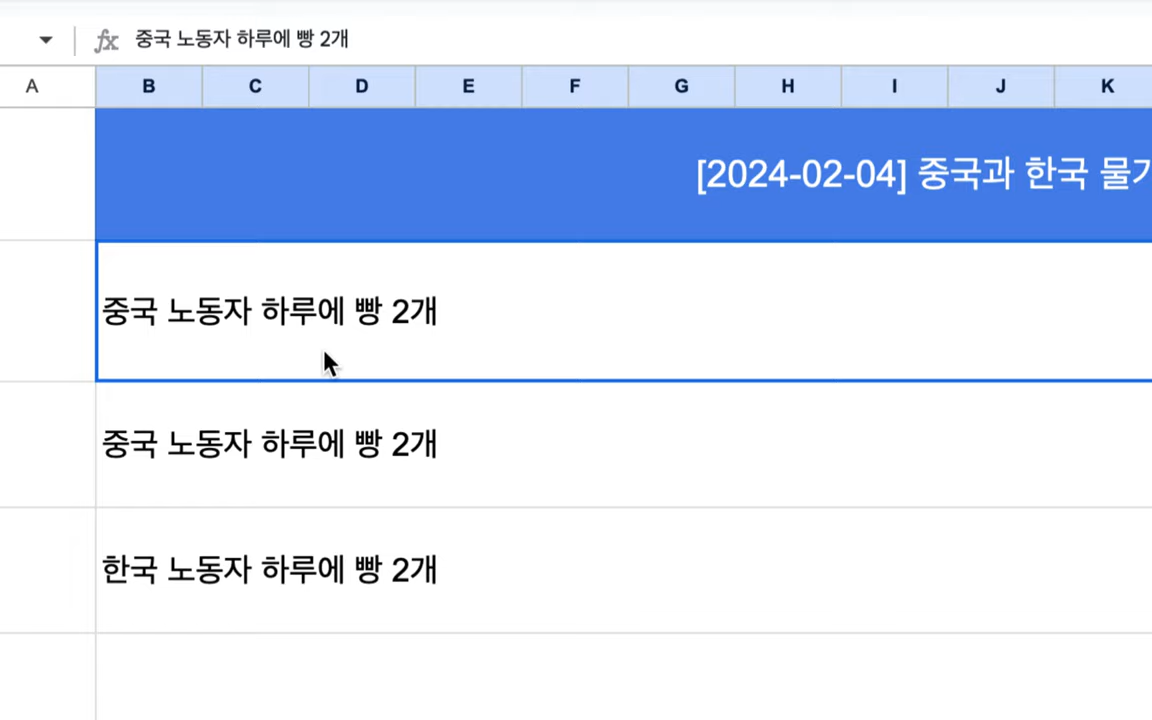 fx 중국 노동자 하루에 빵 2개
A B C D E F G H I J K
[2024-02-04] 중국과 한국
중국 노동자 하루에 빵 2개
중국 노동자 하루에 빵 2개
한국 노동자 하루에 빵 2개